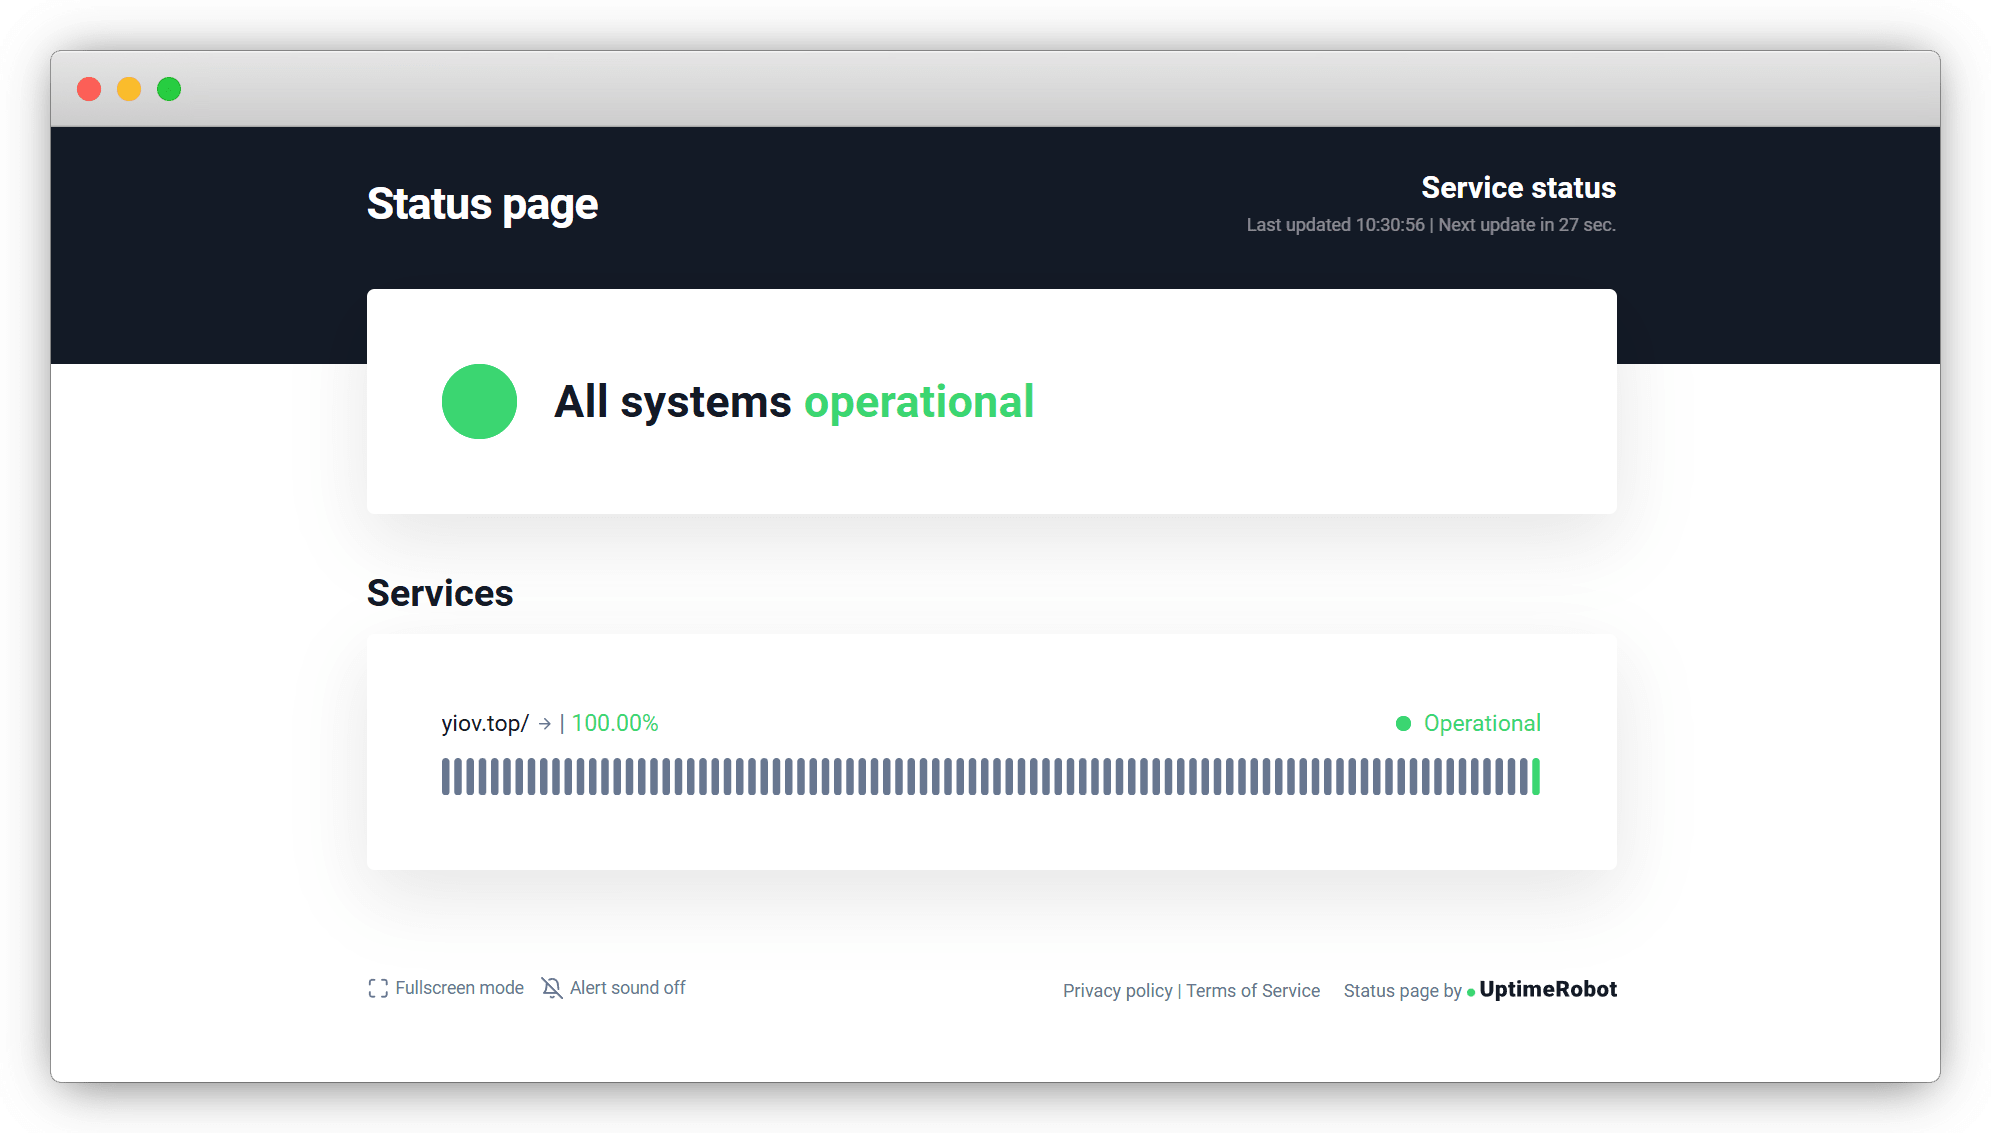 Status page
Service status
Last updated 10:30:56 | Next update in 27 sec.
All systems operational
Services
yiov.top/ → | 100.00%
Operational
Fullscreen mode
Alert sound off
Privacy policy | Terms of Service
Status page by UptimeRobot